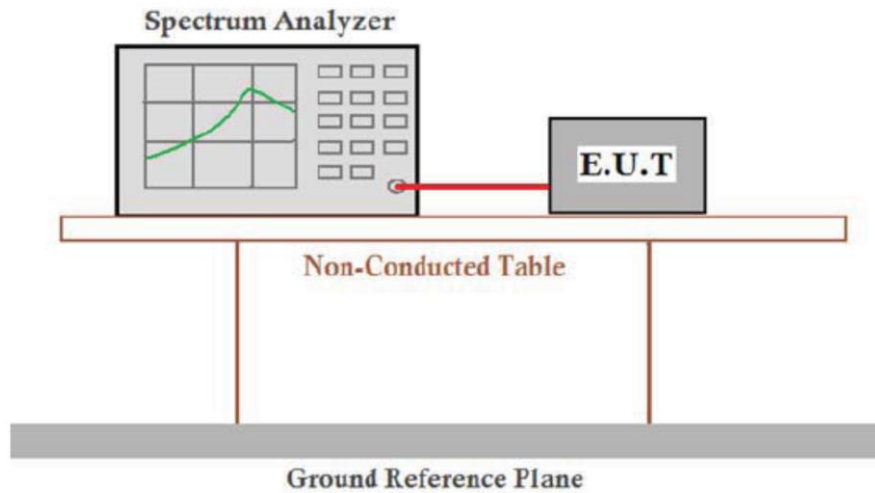 Spectrum Analyzer
E.U.T
Non-Conducted Table
Ground Reference Plane